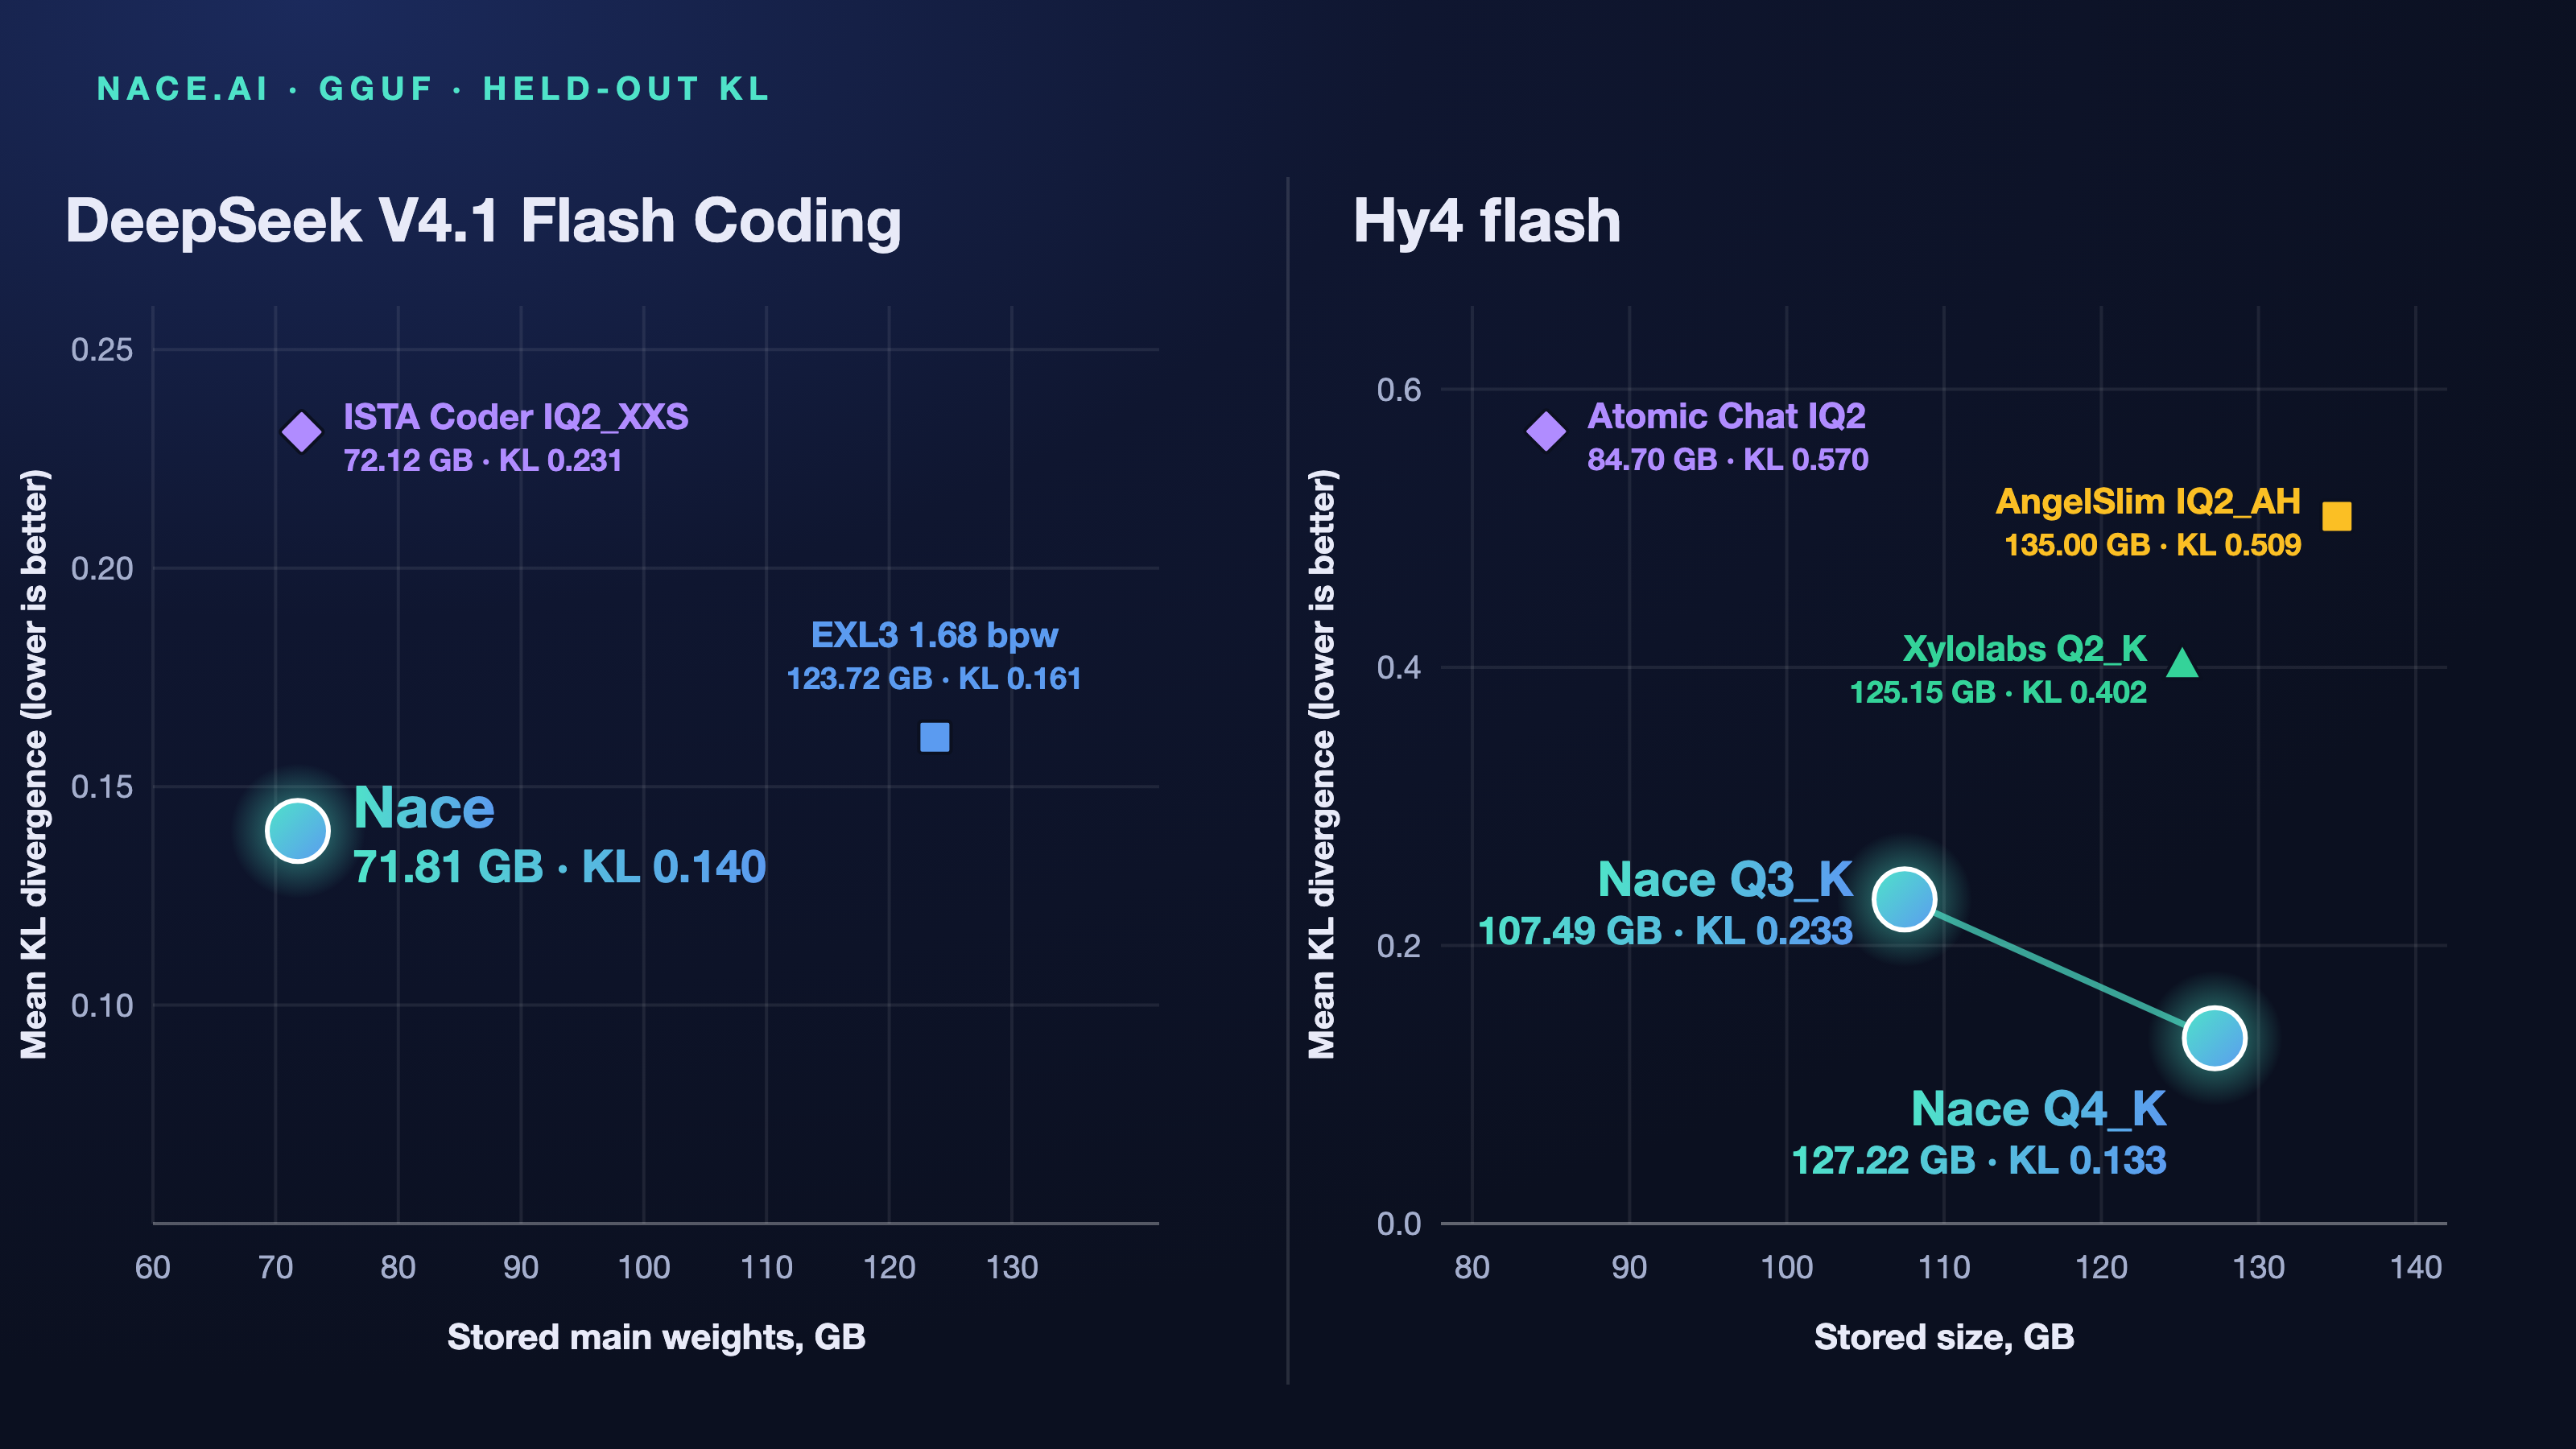 NACE.AI · GGUF · HELD-OUT KL
DeepSeek V4.1 Flash Coding
Mean KL divergence (lower is better)
0.25
0.20
0.15
0.10
ISTA Coder IQ2_XXS
72.12 GB · KL 0.231
EXL3 1.68 bpw
123.72 GB · KL 0.161
Nace
71.81 GB · KL 0.140
60 70 80 90 100 110 120 130
Stored main weights, GB
Hy4 flash
Mean KL divergence (lower is better)
0.6
0.4
0.2
0.0
Atomic Chat IQ2
84.70 GB · KL 0.570
AngelSlim IQ2_AH
135.00 GB · KL 0.509
Xylolabs Q2_K
125.15 GB · KL 0.402
Nace Q3_K
107.49 GB · KL 0.233
Nace Q4_K
127.22 GB · KL 0.133
80 90 100 110 120 130 140
Stored size, GB